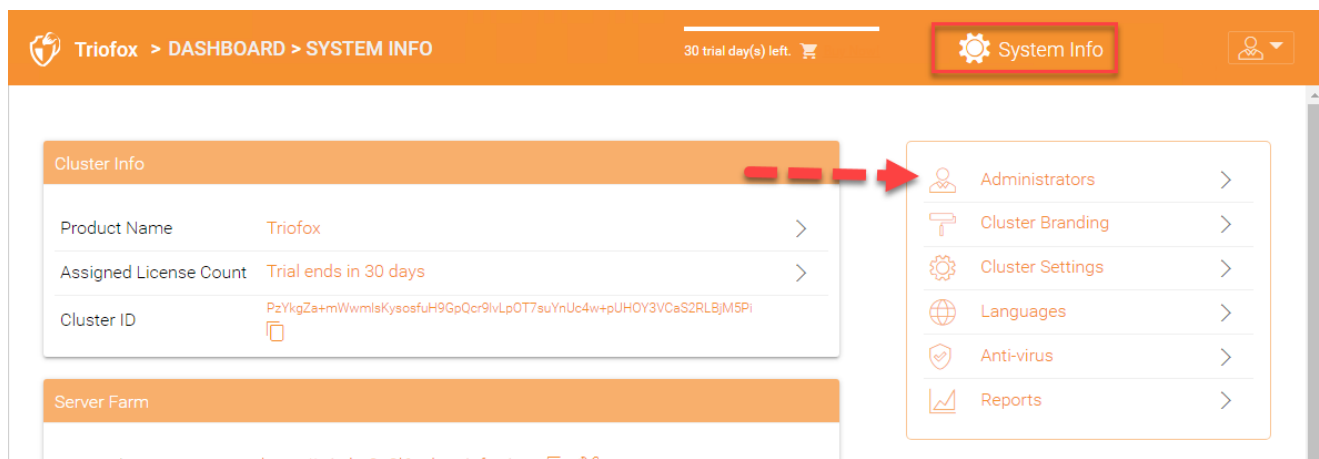 Triofox > DASHBOARD > SYSTEM INFO
30 trial day(s) left.
System Info
Cluster Info
Product Name Triofox
Assigned License Count Trial ends in 30 days
Cluster ID PzYkgZa+mWwmlsKysosfuH9GpQcr9lvLpOT7suYnUc4w+pUHOY3VCaS2RLBjM5Pi
Server Farm
Administrators
Cluster Branding
Cluster Settings
Languages
Anti-virus
Reports